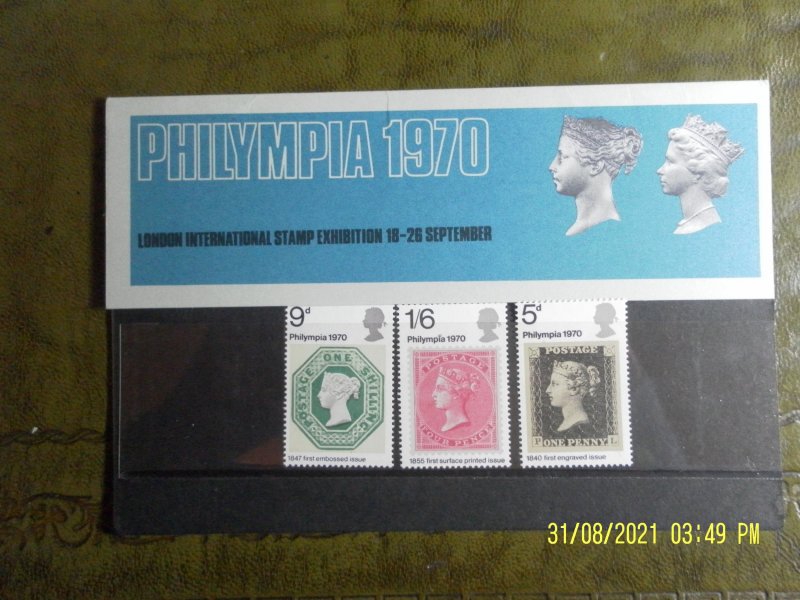 PHILYMPIA 1970
LONDON INTERNATIONAL STAMP EXHIBITION 18-26 SEPTEMBER
9d
Philympia 1970
POSTAGE ONE SHILLING
1847 first embossed issue
1/6
Philympia 1970
POSTAGE
FOUR PENCE
1855 first surface printed issue
5d
Philympia 1970
POSTAGE
P ONE PENNY L
1840 first engraved issue
31/08/2021 03:49 PM